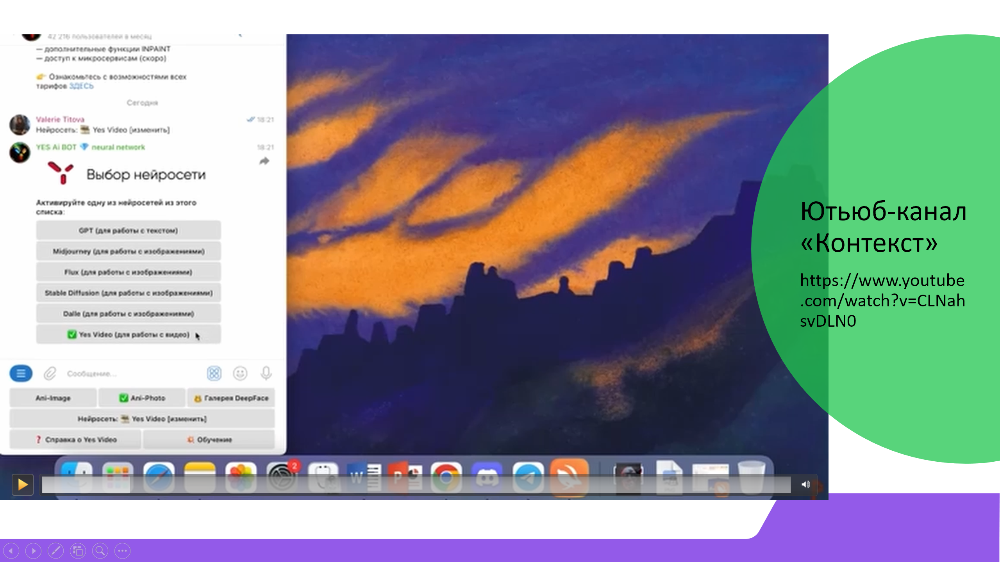 42 216 пользователей в месяц
— дополнительные функции INPAINT
— доступ к микросервисам (скоро)
👉 Ознакомьтесь с возможностями всех
тарифов ЗДЕСЬ
Сегодня
Valerie Titova
18:21
Нейросеть: Yes Video [изменить]
YES Ai BOT 💎 neural network
18:21
Выбор нейросети
Активируйте одну из нейросетей из этого
списка:
GPT (для работы с текстом)
Midjourney (для работы с изображениями)
Flux (для работы с изображениями)
Stable Diffusion (для работы с изображениями)
Dalle (для работы с изображениями)
✅ Yes Video (для работы с видео)
Сообщение...
Ani-Image
✅ Ani-Photo
Галерея DeepFace
Нейросеть: Yes Video [изменить]
❓ Справка о Yes Video
💥 Обучение
2
W
P
Ютьюб-канал
«Контекст»
https://www.youtube
.com/watch?v=CLNah
svDLN0